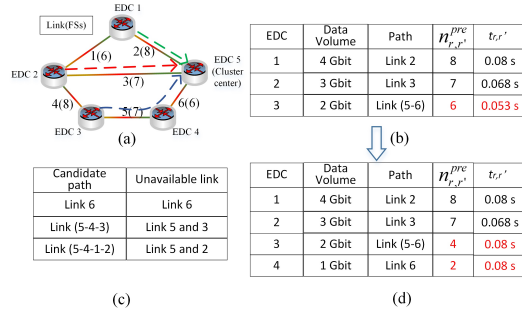 EDC 1
Link(FSs)
1(6)
2(8)
EDC 5
(Cluster
center)
EDC 2
3(7)
4(8)
5(7)
6(6)
EDC 3
EDC 4
(a)
EDC Data Volume Path n^{pre}_{r,r'} t_{r,r'}
1 4 Gbit Link 2 8 0.08 s
2 3 Gbit Link 3 7 0.068 s
3 2 Gbit Link (5-6) 6 0.053 s
(b)
Candidate path Unavailable link
Link 6 Link 6
Link (5-4-3) Link 5 and 3
Link (5-4-1-2) Link 5 and 2
(c)
EDC Data Volume Path n^{pre}_{r,r'} t_{r,r'}
1 4 Gbit Link 2 8 0.08 s
2 3 Gbit Link 3 7 0.068 s
3 2 Gbit Link (5-6) 4 0.08 s
4 1 Gbit Link 6 2 0.08 s
(d)